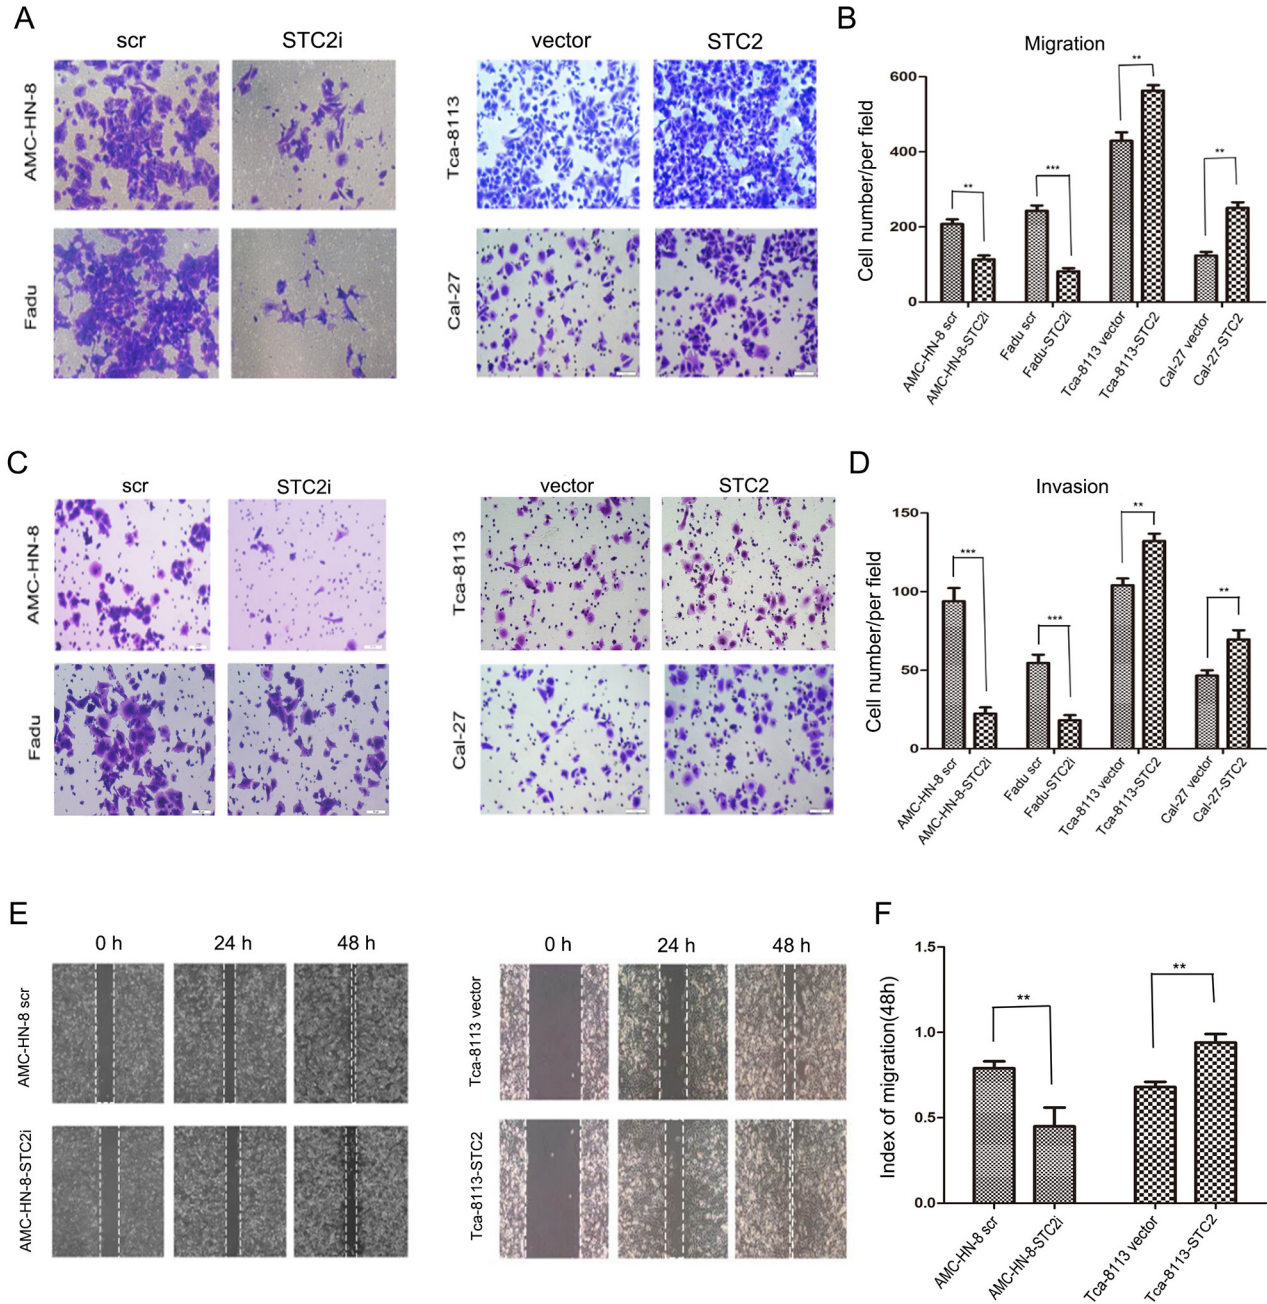 A
scr STC2i vector STC2
AMC-HN-8
Fadu
Tca-8113
Cal-27
B
Migration
Cell number/per field
600
400
200
0
** *** ** **
AMC-HN-8 scr
AMC-HN-8-STC2i
Fadu scr
Fadu-STC2i
Tca-8113 vector
Tca-8113-STC2
Cal-27 vector
Cal-27-STC2
C
scr STC2i vector STC2
AMC-HN-8
Fadu
Tca-8113
Cal-27
D
Invasion
Cell number/per field
150
100
50
0
*** *** ** **
AMC-HN-8 scr
AMC-HN-8-STC2i
Fadu scr
Fadu-STC2i
Tca-8113 vector
Tca-8113-STC2
Cal-27 vector
Cal-27-STC2
E
0 h 24 h 48 h 0 h 24 h 48 h
AMC-HN-8 scr
AMC-HN-8-STC2i
Tca-8113 vector
Tca-8113-STC2
F
Index of migration(48h)
1.5
1.0
0.5
0.0
** **
AMC-HN-8 scr
AMC-HN-8-STC2i
Tca-8113 vector
Tca-8113-STC2